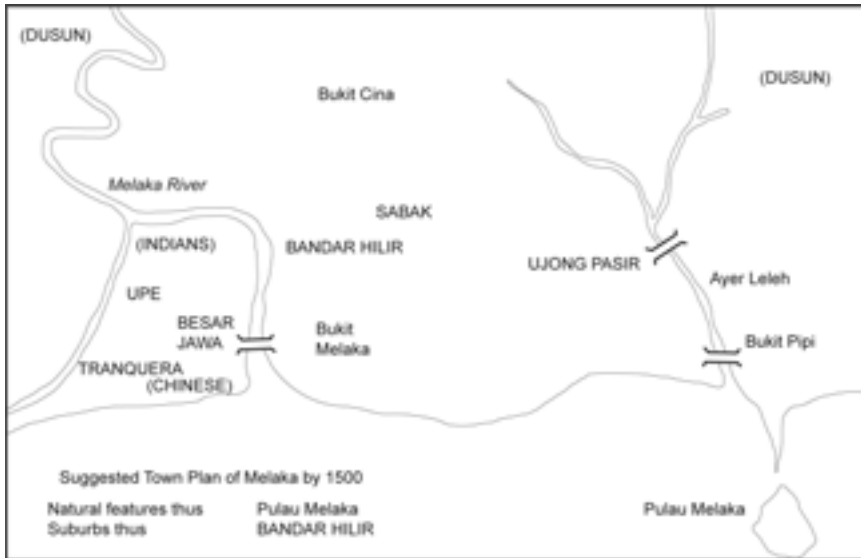 (DUSUN)
Bukit Cina
(DUSUN)
Melaka River
SABAK
(INDIANS)
BANDAR HILIR
UJONG PASIR
Ayer Leleh
UPE
BESAR
JAWA
Bukit
Melaka
Bukit Pipi
TRANQUERA
(CHINESE)
Suggested Town Plan of Melaka by 1500
Natural features thus Pulau Melaka
Suburbs thus BANDAR HILIR
Pulau Melaka